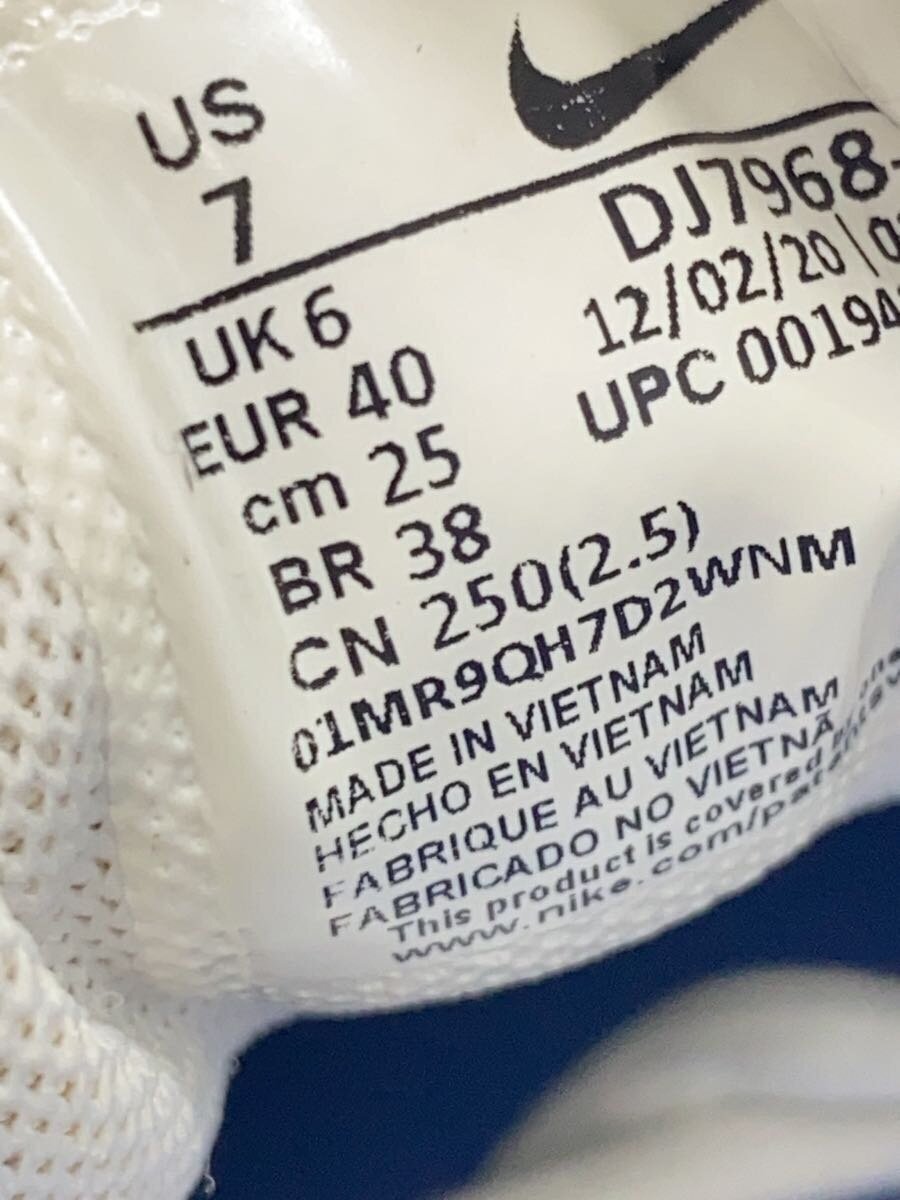 US
7
UK 6
EUR 40
cm 25
BR 38
CN 250(2.5)
DJ7968-
12/02/20\0
UPC 00194
01MR9QH7D2WNM
MADE IN VIETNAM
HECHO EN VIETNAM
FABRIQUE AU VIETNAM
FABRICADO NO VIETNÃ
This product is covered
www.nike.com/pat